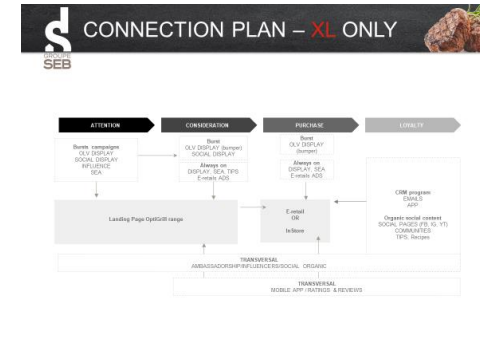 CONNECTION PLAN – XL ONLY
GROUPE
SEB
ATTENTION
CONSIDERATION
PURCHASE
LOYALTY
Bursts campaigns
OLV DISPLAY
SOCIAL DISPLAY
INFLUENCE
SEA
Burst
OLV DISPLAY (bumper)
SOCIAL DISPLAY
Always on
DISPLAY, SEA, TIPS
E-retails ADS
Burst
OLV DISPLAY
(bumper)
Always on
DISPLAY, SEA
E-retails ADS
CRM program
EMAILS
APP
Organic social content
SOCIAL PAGES (FB, IG, YT)
COMMUNITIES
TIPS, Recipes
Landing Page OptiGrill range
E-retail
OR
InStore
TRANSVERSAL
AMBASSADORSHIP/INFLUENCERS/SOCIAL ORGANIC
TRANSVERSAL
MOBILE APP / RATINGS & REVIEWS